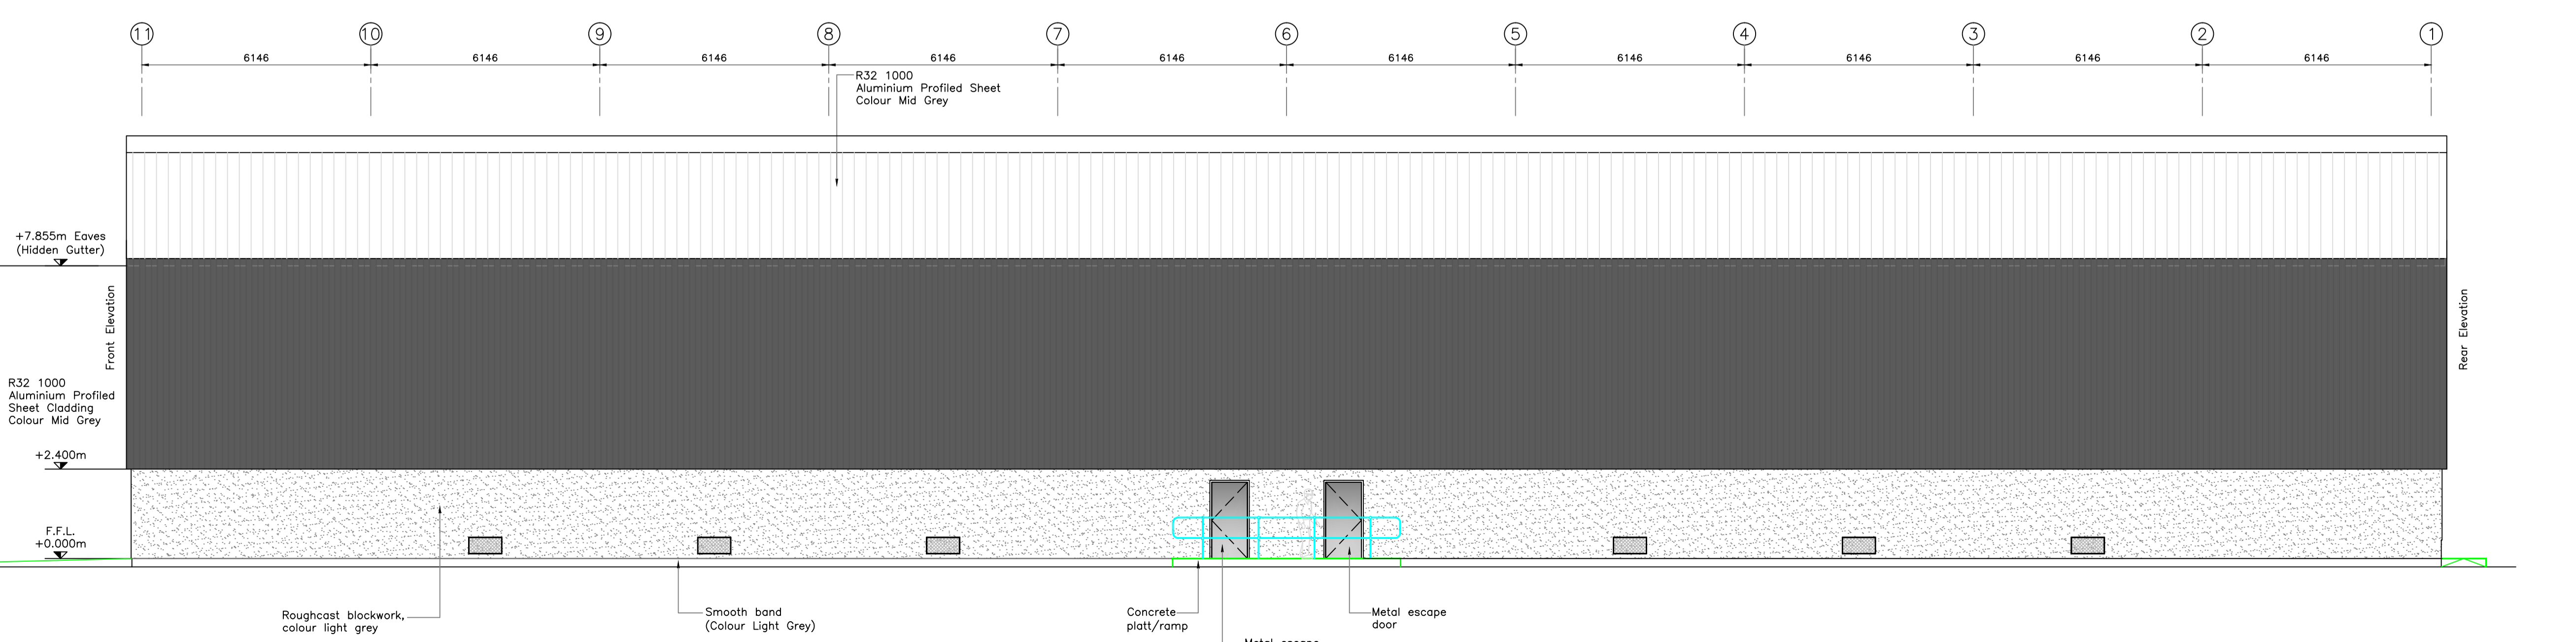 11 10 9 8 7 6 5 4 3 2 1
6146 6146 6146 6146 6146 6146 6146 6146 6146 6146
R32 1000
Aluminium Profiled Sheet
Colour Mid Grey
+7.855m Eaves
(Hidden Gutter)
Front Elevation
Rear Elevation
R32 1000
Aluminium Profiled
Sheet Cladding
Colour Mid Grey
+2.400m
F.F.L.
+0.000m
Roughcast blockwork,
colour light grey
Smooth band
(Colour Light Grey)
Concrete
platt/ramp
Metal escape
door
Metal escape